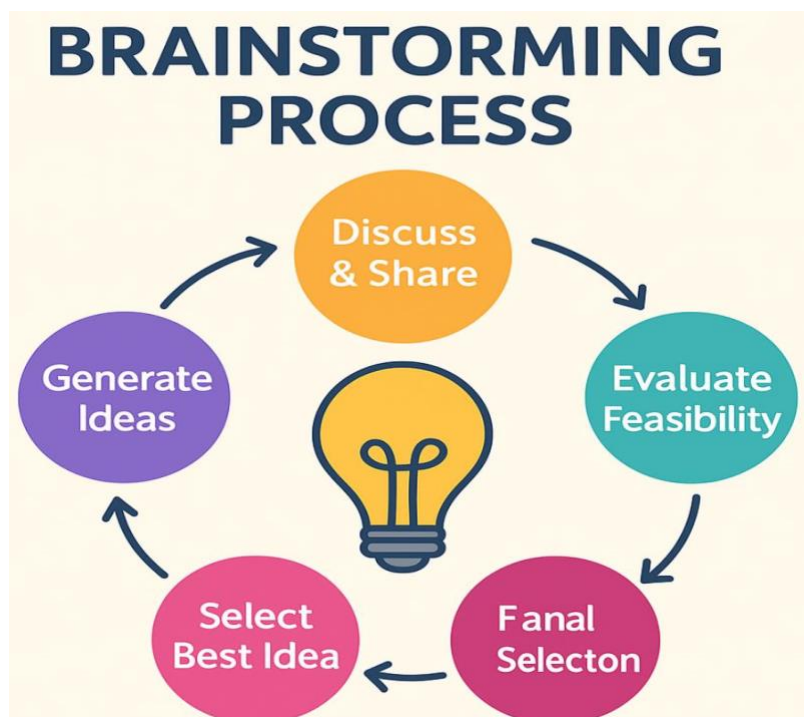 BRAINSTORMING
PROCESS
Discuss
& Share
Generate
Ideas
Evaluate
Feasibility
Select
Best Idea
Fanal
Selecton